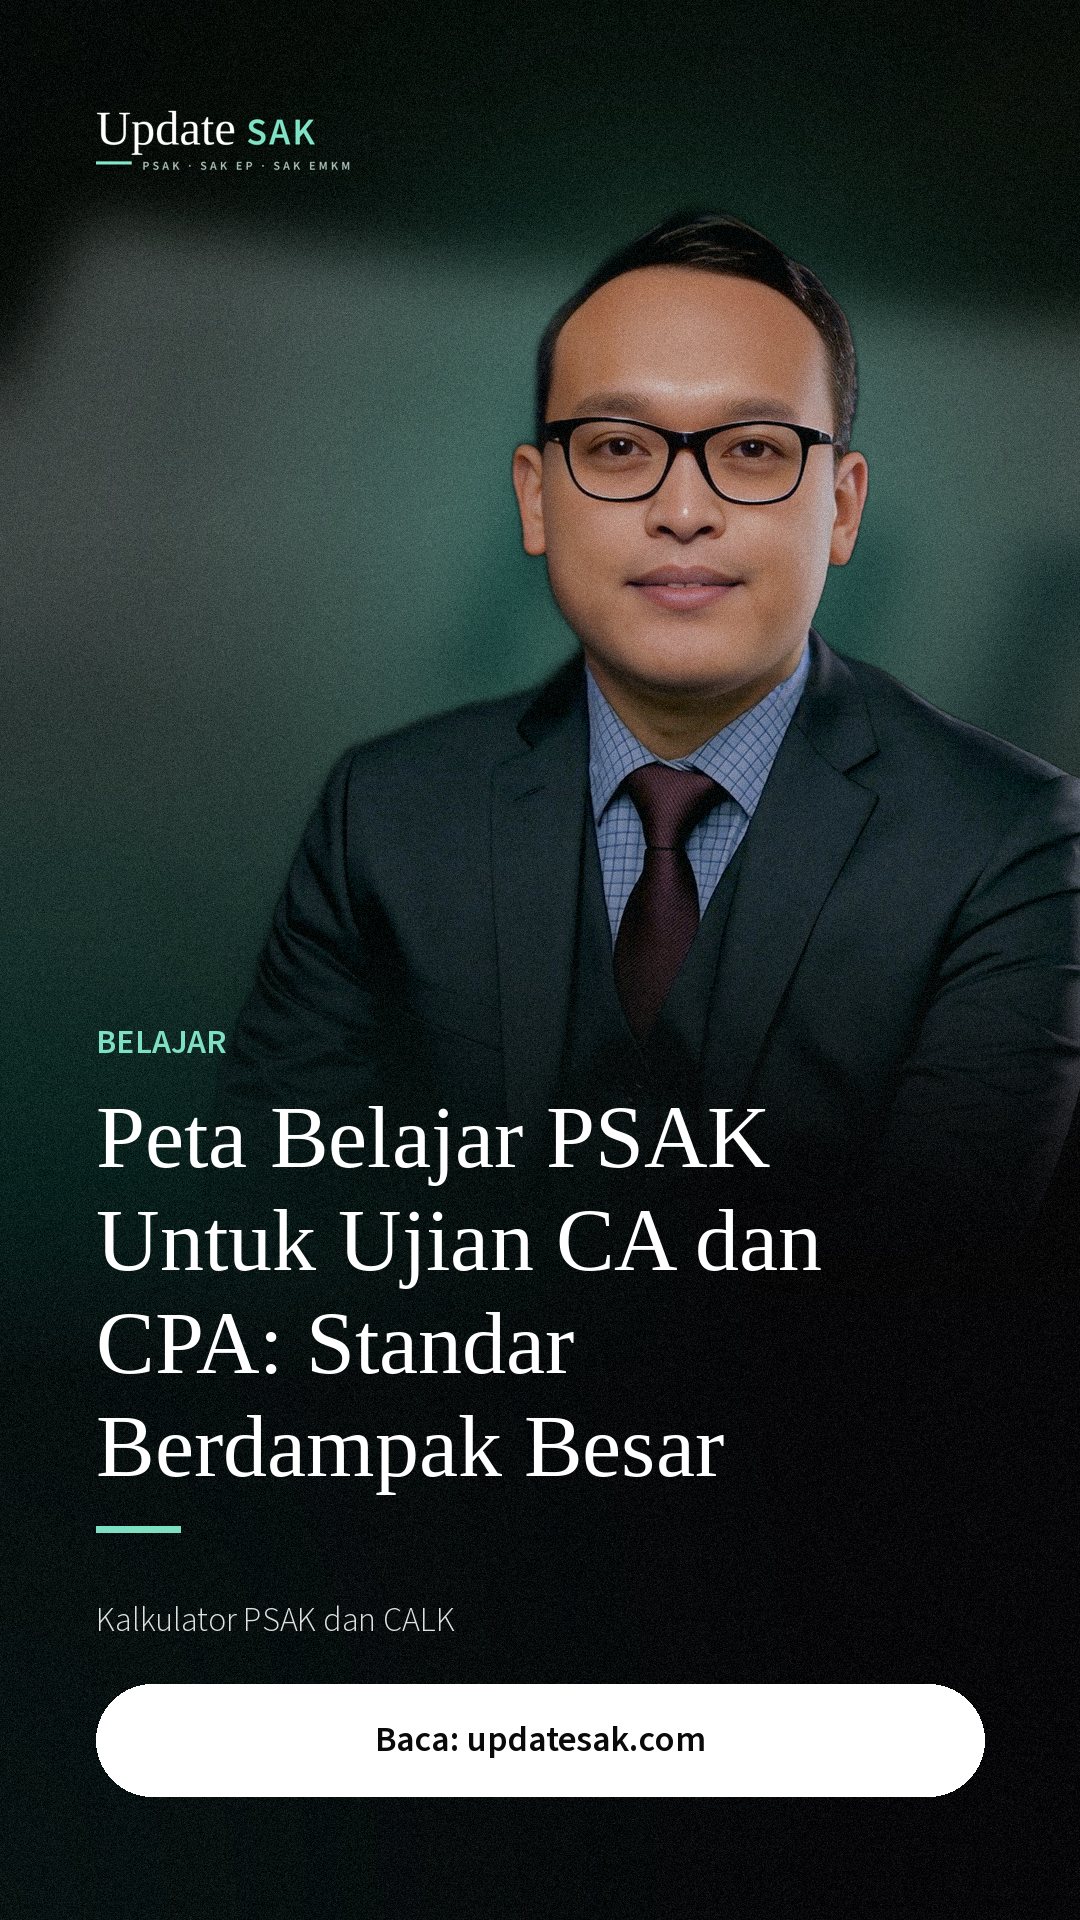 Update SAK
PSAK · SAK EP · SAK EMKM
BELAJAR
Peta Belajar PSAK
Untuk Ujian CA dan
CPA: Standar
Berdampak Besar
Kalkulator PSAK dan CALK
Baca: updatesak.com